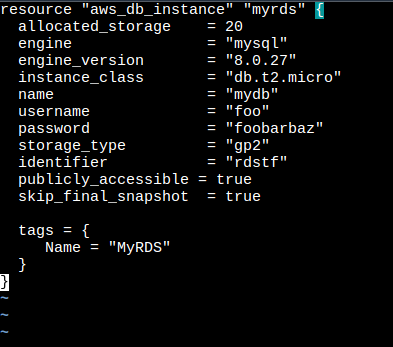 resource "aws_db_instance" "myrds" {
  allocated_storage    = 20
  engine               = "mysql"
  engine_version       = "8.0.27"
  instance_class       = "db.t2.micro"
  name                 = "mydb"
  username             = "foo"
  password             = "foobarbaz"
  storage_type         = "gp2"
  identifier           = "rdstf"
  publicly_accessible = true
  skip_final_snapshot  = true

  tags = {
     Name = "MyRDS"
  }
}
~
~
~